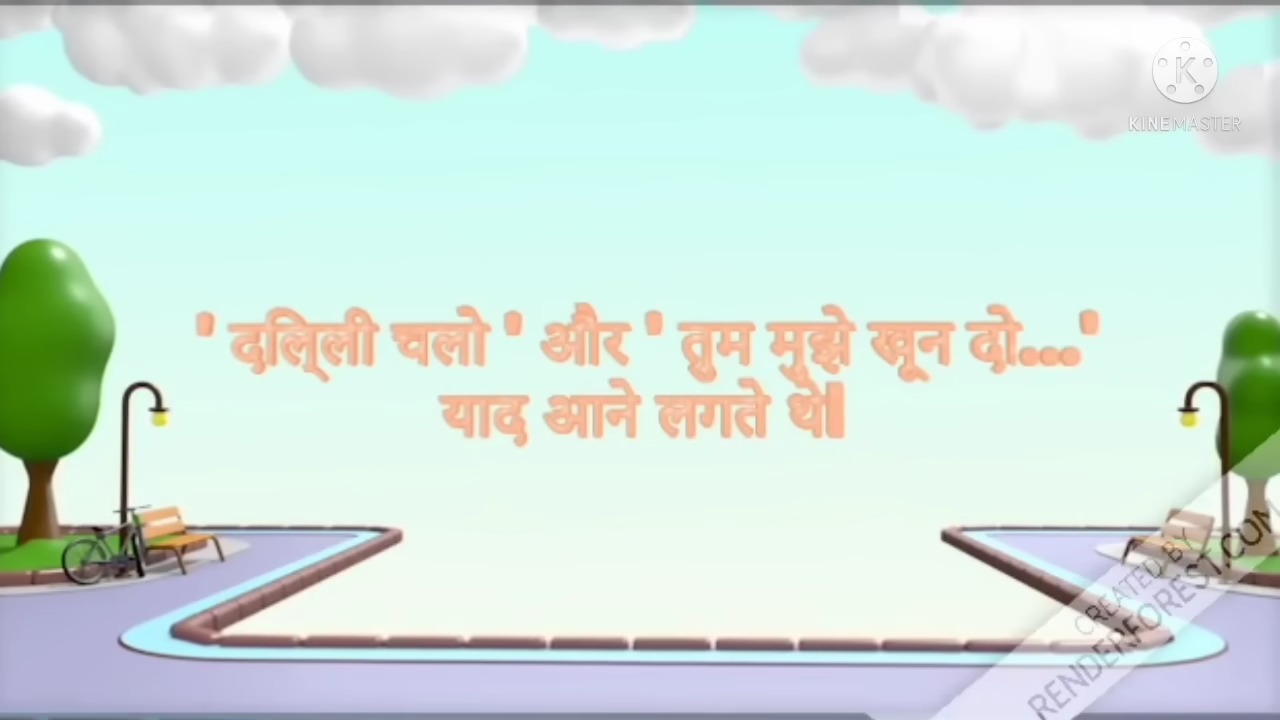 ' दलि्ली चलो ' और ' तुम मुझे खून दो...'
याद आने लगते थे।
KINEMASTER
CREATED BY
RENDERFOREST.COM